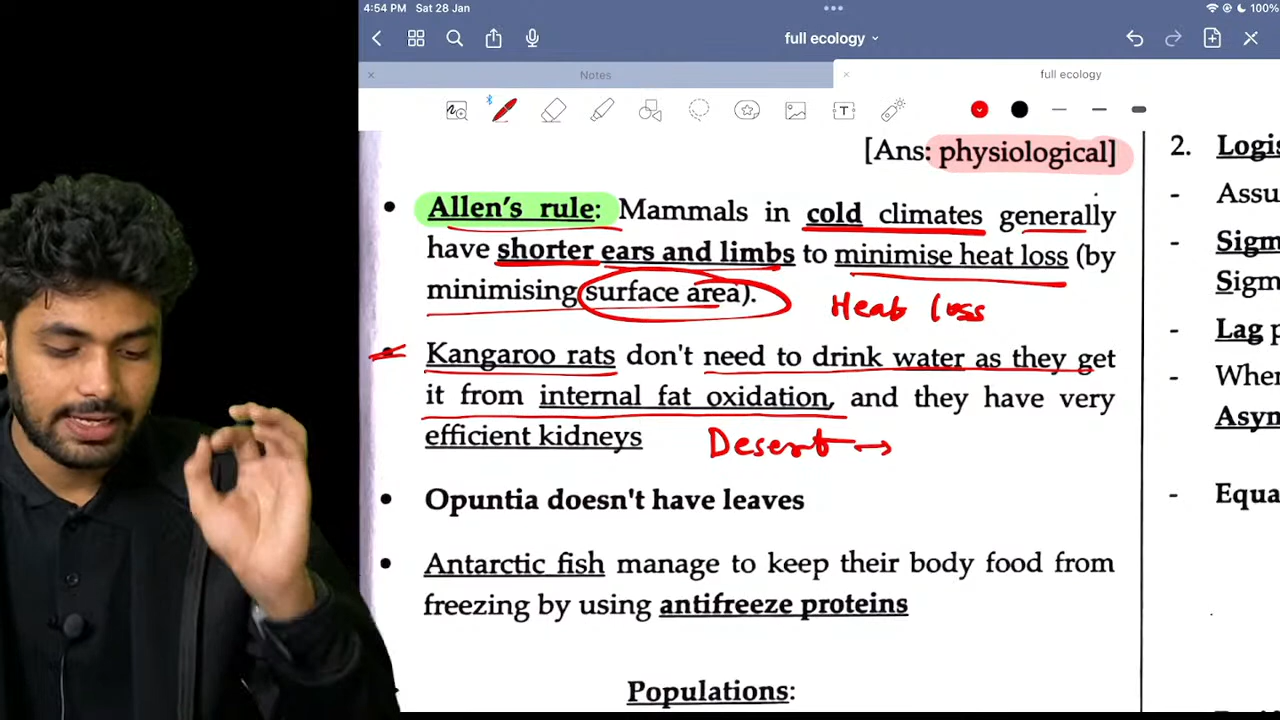 4:54 PM Sat 28 Jan
100%
full ecology
Notes
full ecology
T
[Ans: physiological]
• Allen's rule: Mammals in cold climates generally
have shorter ears and limbs to minimise heat loss (by
minimising surface area).
Heat loss
• Kangaroo rats don't need to drink water as they get
it from internal fat oxidation, and they have very
efficient kidneys
Desert →
• Opuntia doesn't have leaves
• Antarctic fish manage to keep their body food from
freezing by using antifreeze proteins
Populations:
2.
- Assu
- Sigm
Sigm
- Lag
- When
Asym
- Equa